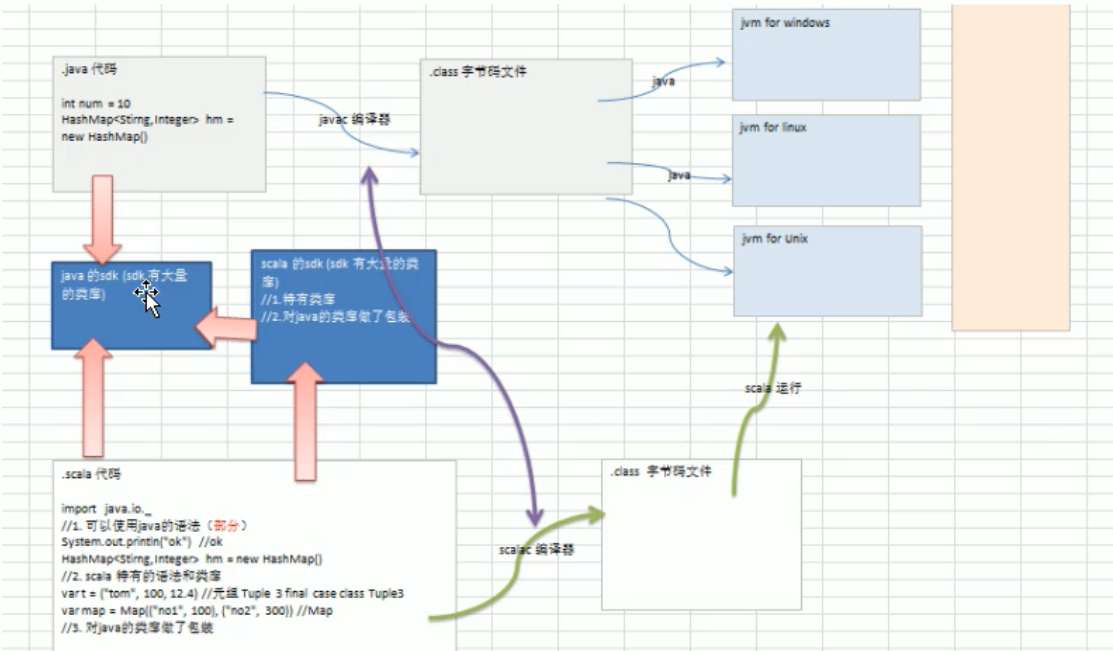 .java 代码
int num = 10
HashMap<Stirng,Integer> hm =
new HashMap()
javac 编译器
.class 字节码文件
java
java
jvm for windows
jvm for linux
jvm for Unix
java 的sdk (sdk 有大量
的类库)
scala 的sdk (sdk 有大量的类
库)
//1.特有类库
//2.对java的类库做了包装
scala 运行
.scala 代码
import java.io._
//1. 可以使用java的语法（部分）
System.out.println("ok") //ok
HashMap<Stirng,Integer> hm = new HashMap()
//2. scala 特有的语法和类库
var t = ("tom", 100, 12.4) //元组 Tuple 3 final case class Tuple3
var map = Map(("no1", 100), ("no2", 300)) //Map
//3. 对java的类库做了包装
scalac 编译器
.class 字节码文件